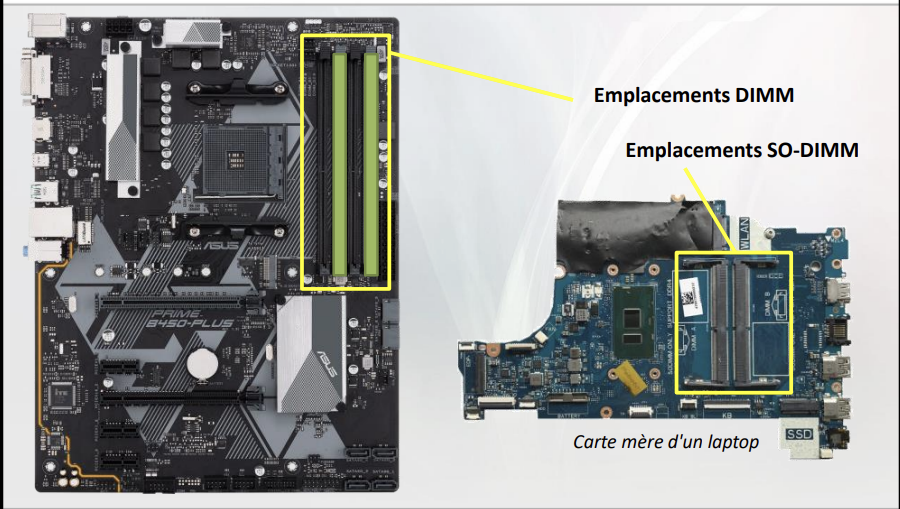 Emplacements DIMM
Emplacements SO-DIMM
ASUS
PRIME
B450-PLUS
ASUS
WLAN
DIMM B
DIMM A
BATTERY
KB
SSD
Carte mère d'un laptop